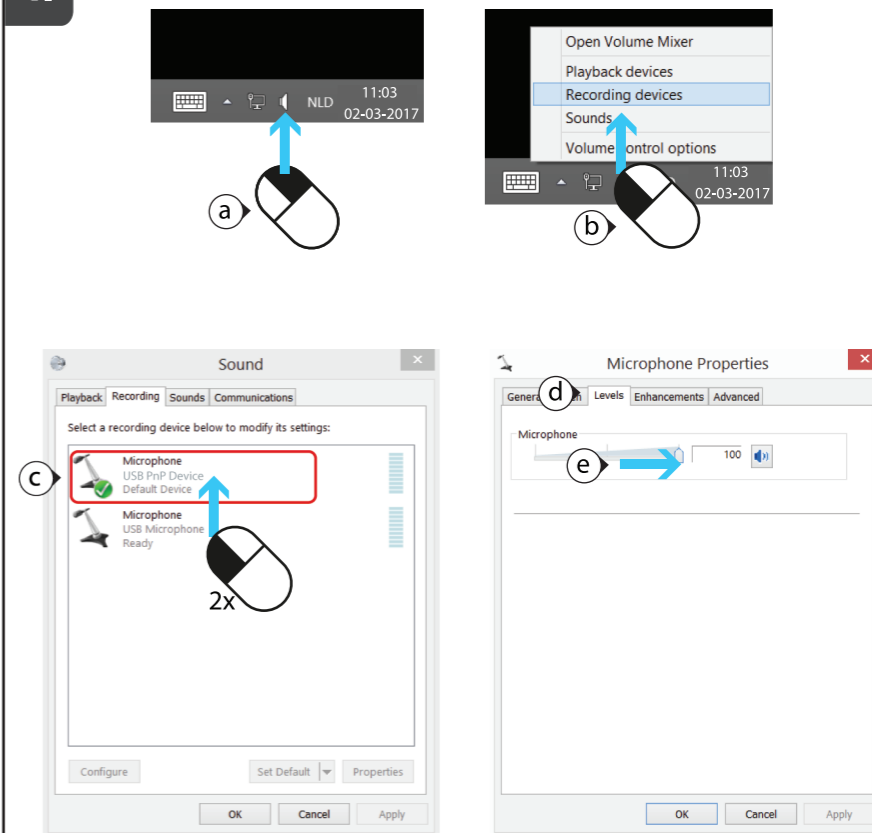 NLD
11:03
02-03-2017
a
Open Volume Mixer
Playback devices
Recording devices
Sounds
Volume control options
11:03
02-03-2017
b
Sound
Playback Recording Sounds Communications
Select a recording device below to modify its settings:
c
Microphone
USB PnP Device
Default Device
Microphone
USB Microphone
Ready
2x
Configure Set Default Properties
OK Cancel Apply
Microphone Properties
d
Levels Enhancements Advanced
Microphone
100
e
OK Cancel Apply